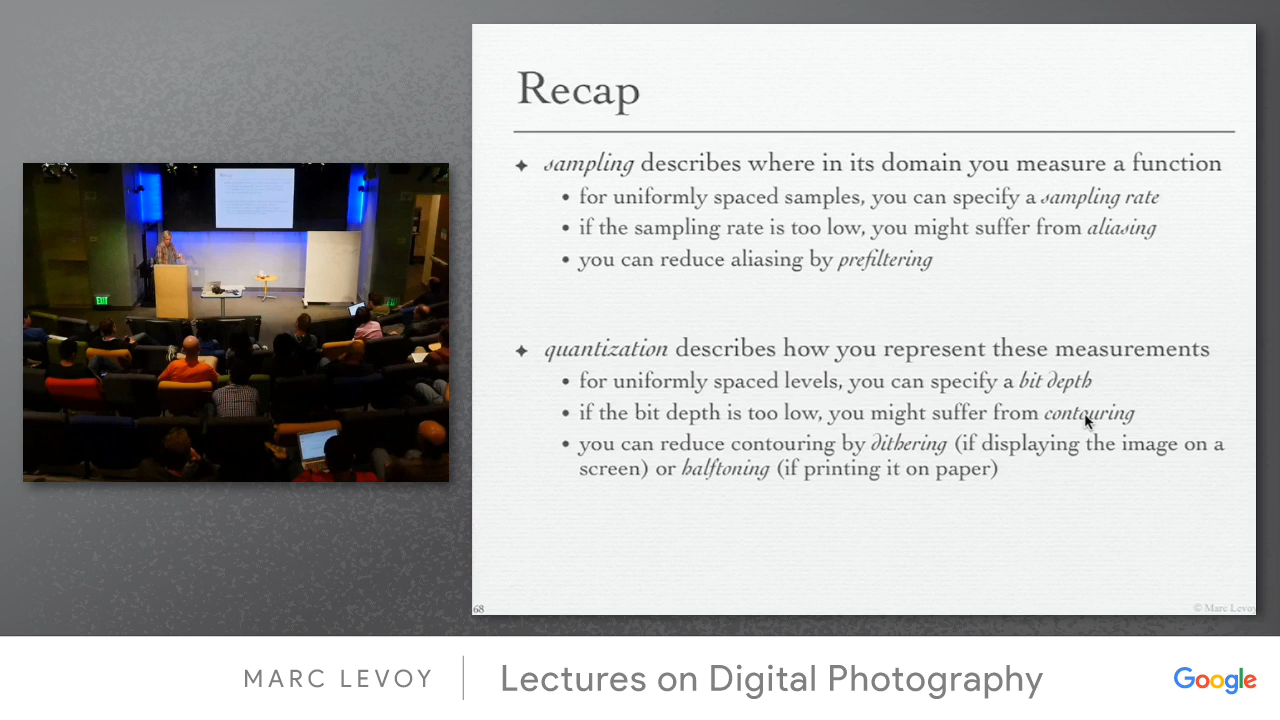 Recap
sampling describes where in its domain you measure a function
• for uniformly spaced samples, you can specify a sampling rate
• if the sampling rate is too low, you might suffer from aliasing
• you can reduce aliasing by prefiltering
quantization describes how you represent these measurements
• for uniformly spaced levels, you can specify a bit depth
• if the bit depth is too low, you might suffer from contouring
• you can reduce contouring by dithering (if displaying the image on a
screen) or halftoning (if printing it on paper)
68
© Marc Levoy
EXIT
MARC LEVOY
Lectures on Digital Photography
Google